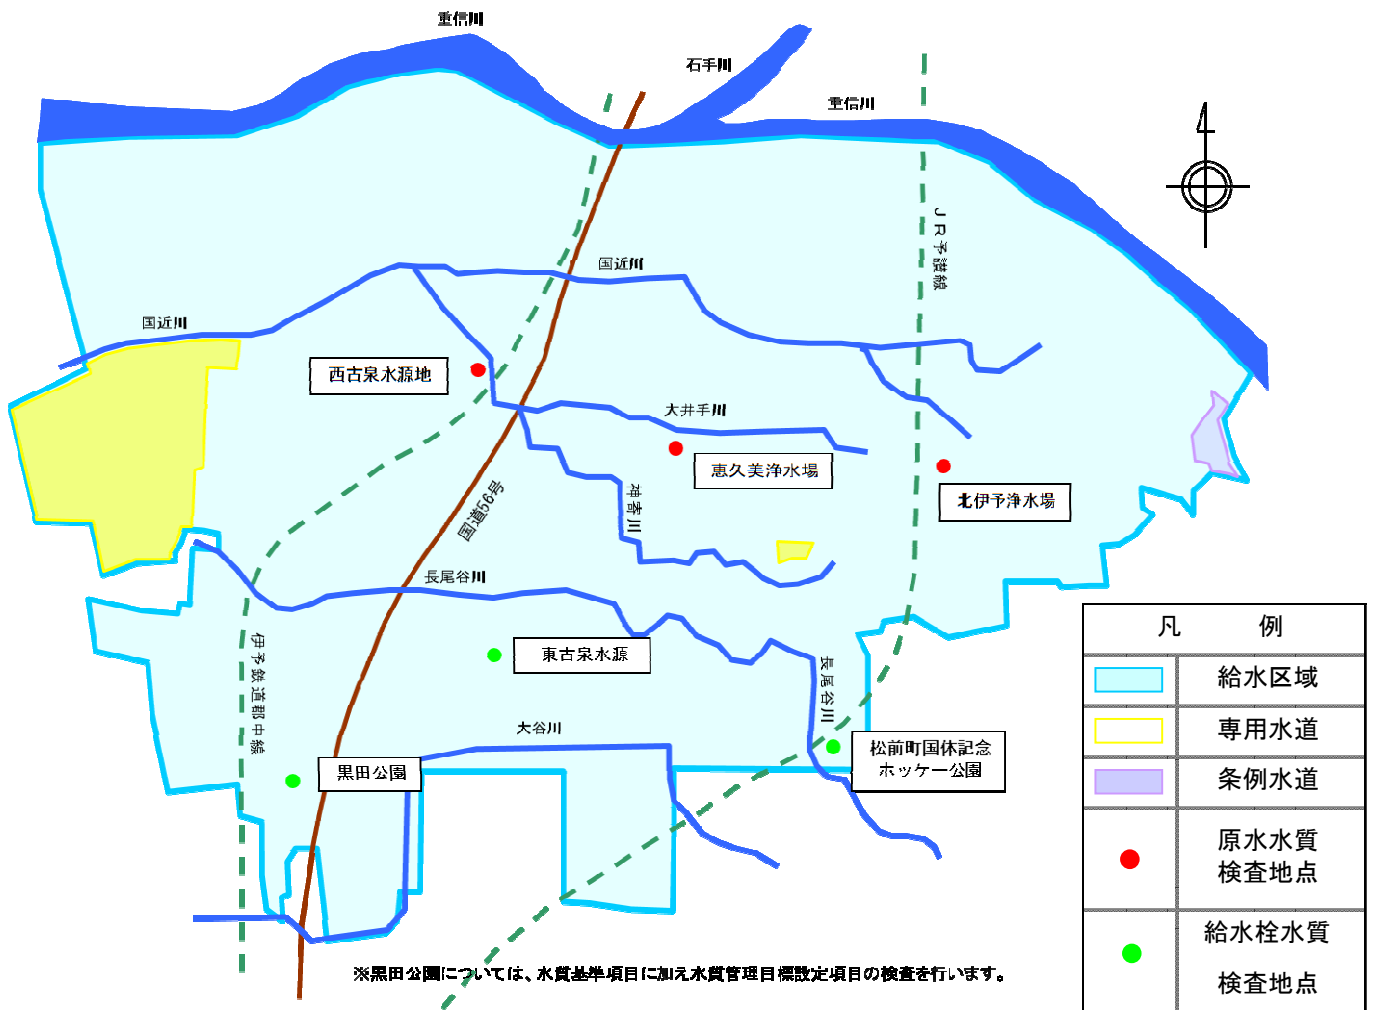 重信川
石手川
重信川
JR予讃線
国近川
国近川
西古泉水源地
大井手川
恵久美浄水場
北伊予浄水場
神寄川
国道56号
長尾谷川
伊予鉄道郡中線
東古泉水源
長尾谷川
大谷川
松前町国体記念
ホッケー公園
黒田公園
凡 例
給水区域
専用水道
条例水道
原水水質
検査地点
給水栓水質
検査地点
※黒田公園については、水質基準項目に加え水質管理目標設定項目の検査を行います。